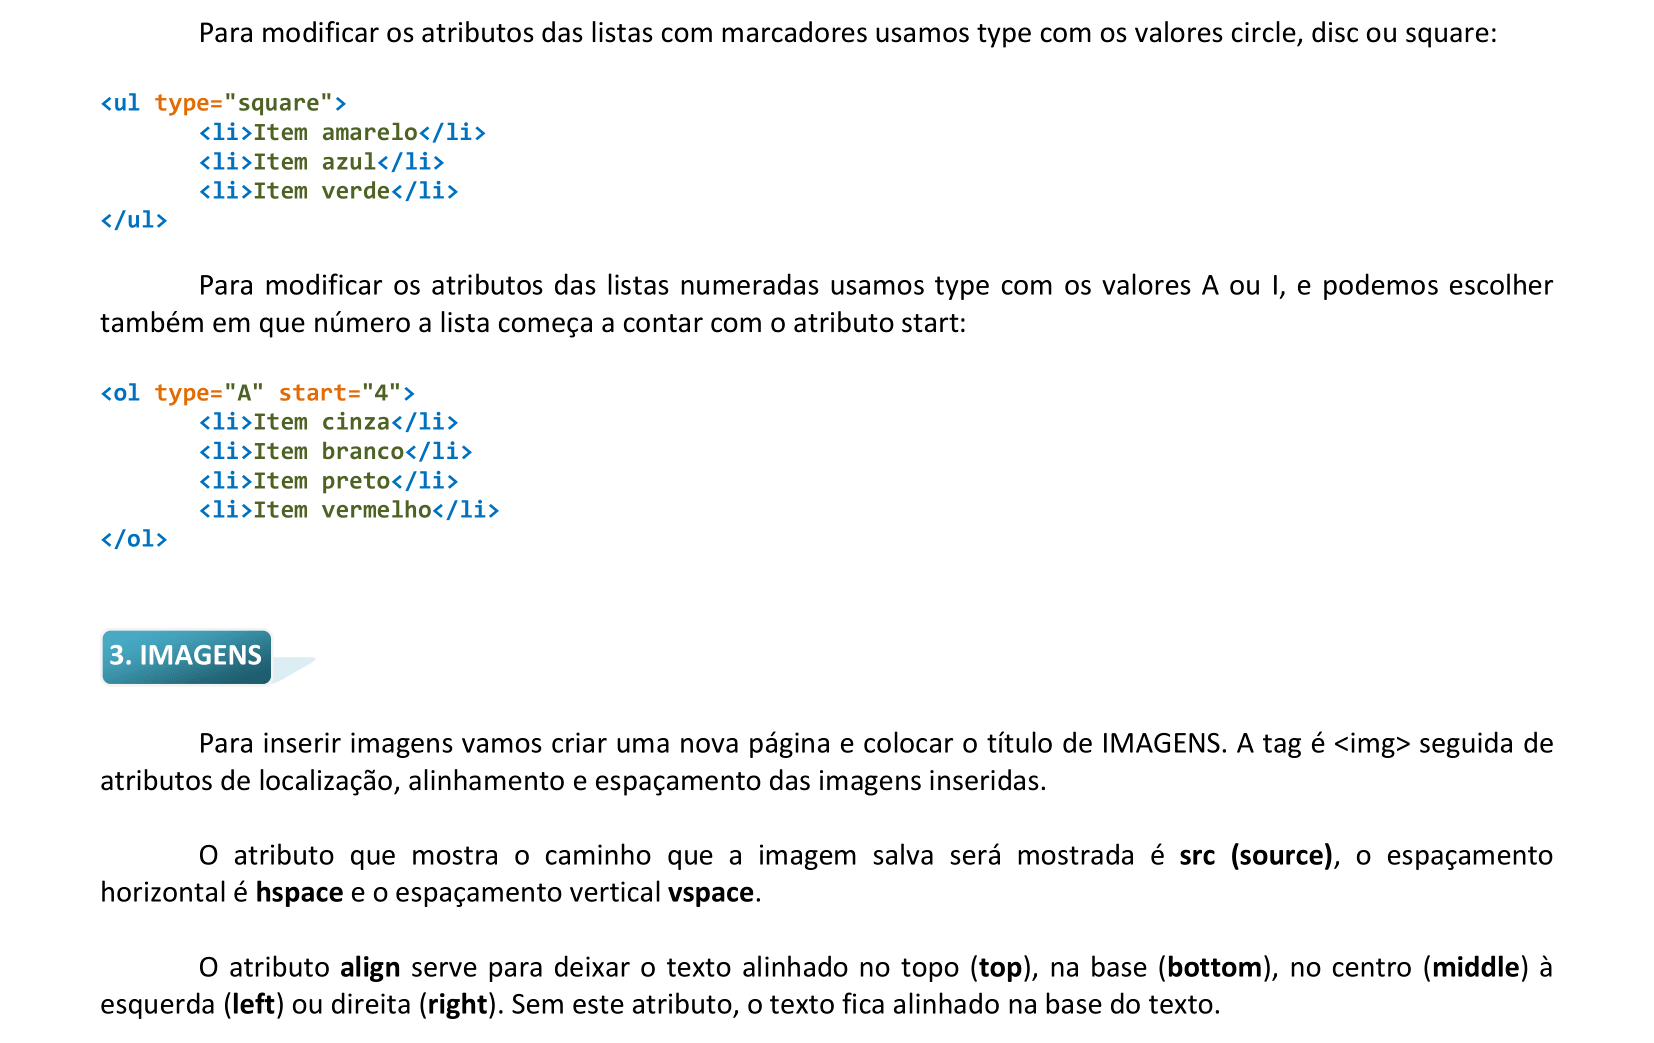 Para modificar os atributos das listas com marcadores usamos type com os valores circle, disc ou square:
<ul type="square">
<li>Item amarelo</li>
<li>Item azul</li>
<li>Item verde</li>
</ul>
Para modificar os atributos das listas numeradas usamos type com os valores A ou I, e podemos escolher
também em que número a lista começa a contar com o atributo start:
<ol type="A" start="4">
<li>Item cinza</li>
<li>Item branco</li>
<li>Item preto</li>
<li>Item vermelho</li>
</ol>
3. IMAGENS
Para inserir imagens vamos criar uma nova página e colocar o título de IMAGENS. A tag é <img> seguida de
atributos de localização, alinhamento e espaçamento das imagens inseridas.
O atributo que mostra o caminho que a imagem salva será mostrada é src (source), o espaçamento
horizontal é hspace e o espaçamento vertical vspace.
O atributo align serve para deixar o texto alinhado no topo (top), na base (bottom), no centro (middle) à
esquerda (left) ou direita (right). Sem este atributo, o texto fica alinhado na base do texto.